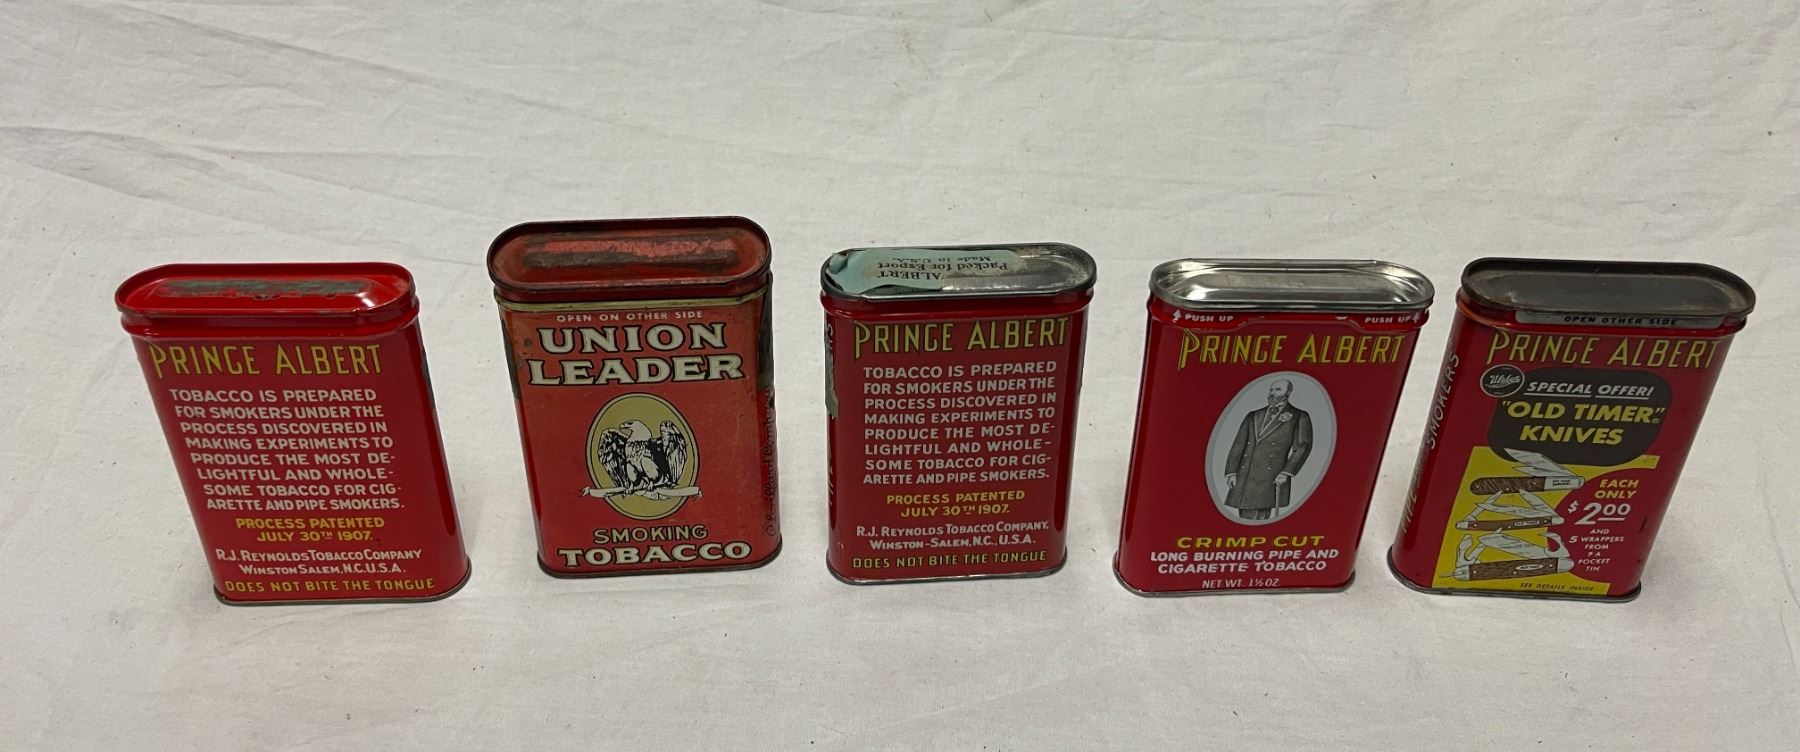 PRINCE ALBERT
TOBACCO IS PREPARED
FOR SMOKERS UNDER THE
PROCESS DISCOVERED IN
MAKING EXPERIMENTS TO
PRODUCE THE MOST DE-
LIGHTFUL AND WHOLE-
SOME TOBACCO FOR CIG-
ARETTE AND PIPE SMOKERS.
PROCESS PATENTED
JULY 30TH 1907.
R.J. REYNOLDS TOBACCO COMPANY
WINSTON SALEM, N.C. U.S.A.
DOES NOT BITE THE TONGUE
OPEN ON OTHER SIDE
UNION
LEADER
SMOKING
TOBACCO
ALBERT
Packed for Export
Made in U.S.A.
PRINCE ALBERT
TOBACCO IS PREPARED
FOR SMOKERS UNDER THE
PROCESS DISCOVERED IN
MAKING EXPERIMENTS TO
PRODUCE THE MOST DE-
LIGHTFUL AND WHOLE-
SOME TOBACCO FOR CIG-
ARETTE AND PIPE SMOKERS.
PROCESS PATENTED
JULY 30TH 1907.
R.J. REYNOLDS TOBACCO COMPANY.
WINSTON-SALEM, N.C., U.S.A.
DOES NOT BITE THE TONGUE
PUSH UP PUSH UP
PRINCE ALBERT
CRIMP CUT
LONG BURNING PIPE AND
CIGARETTE TOBACCO
NET WT. 1½ OZ.
OPEN OTHER SIDE
SMOKERS
PRINCE ALBERT
SPECIAL OFFER!
"OLD TIMER"®
KNIVES
EACH
ONLY
$2.00
AND
5 WRAPPERS
FROM
P A
POCKET
TIN
SEE DETAILS INSIDE